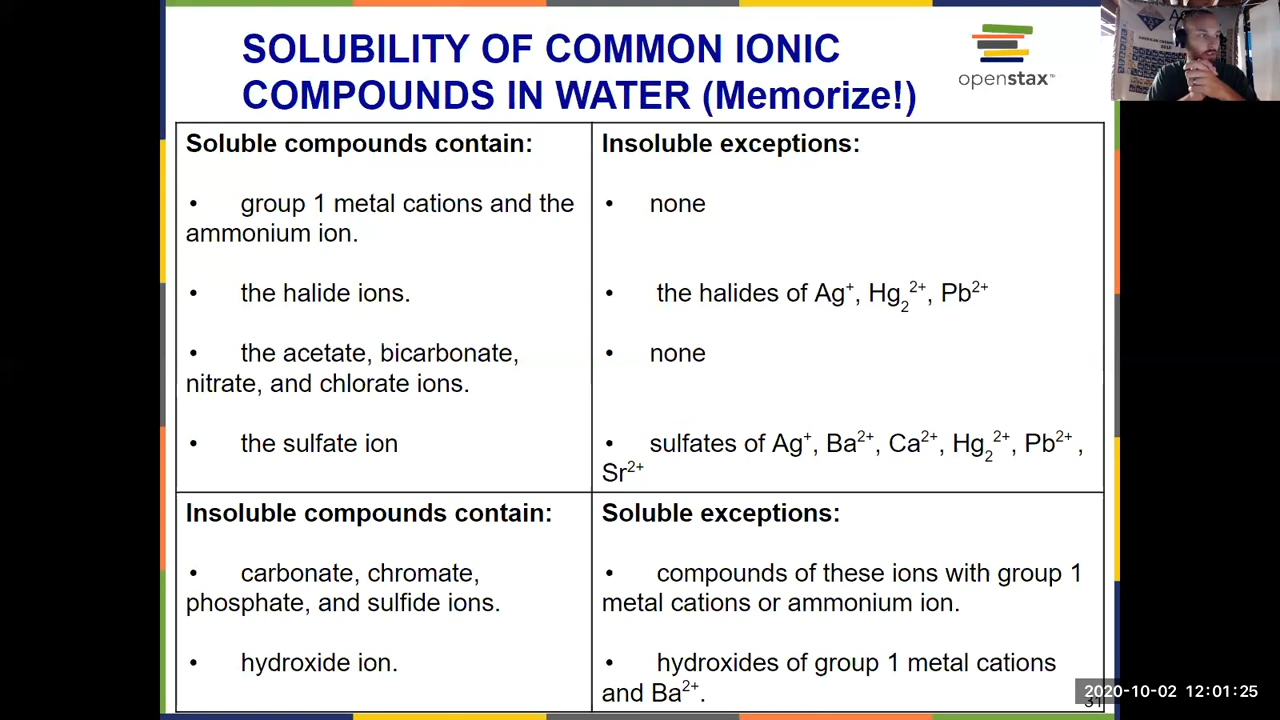 SOLUBILITY OF COMMON IONIC
COMPOUNDS IN WATER (Memorize!)
openstax™
Soluble compounds contain:
• group 1 metal cations and the
ammonium ion.
• the halide ions.
• the acetate, bicarbonate,
nitrate, and chlorate ions.
• the sulfate ion
Insoluble exceptions:
• none
• the halides of Ag⁺, Hg₂²⁺, Pb²⁺
• none
• sulfates of Ag⁺, Ba²⁺, Ca²⁺, Hg₂²⁺, Pb²⁺ ,
Sr²⁺
Insoluble compounds contain:
• carbonate, chromate,
phosphate, and sulfide ions.
• hydroxide ion.
Soluble exceptions:
• compounds of these ions with group 1
metal cations or ammonium ion.
• hydroxides of group 1 metal cations
and Ba²⁺.
2020-10-02 12:01:25
31